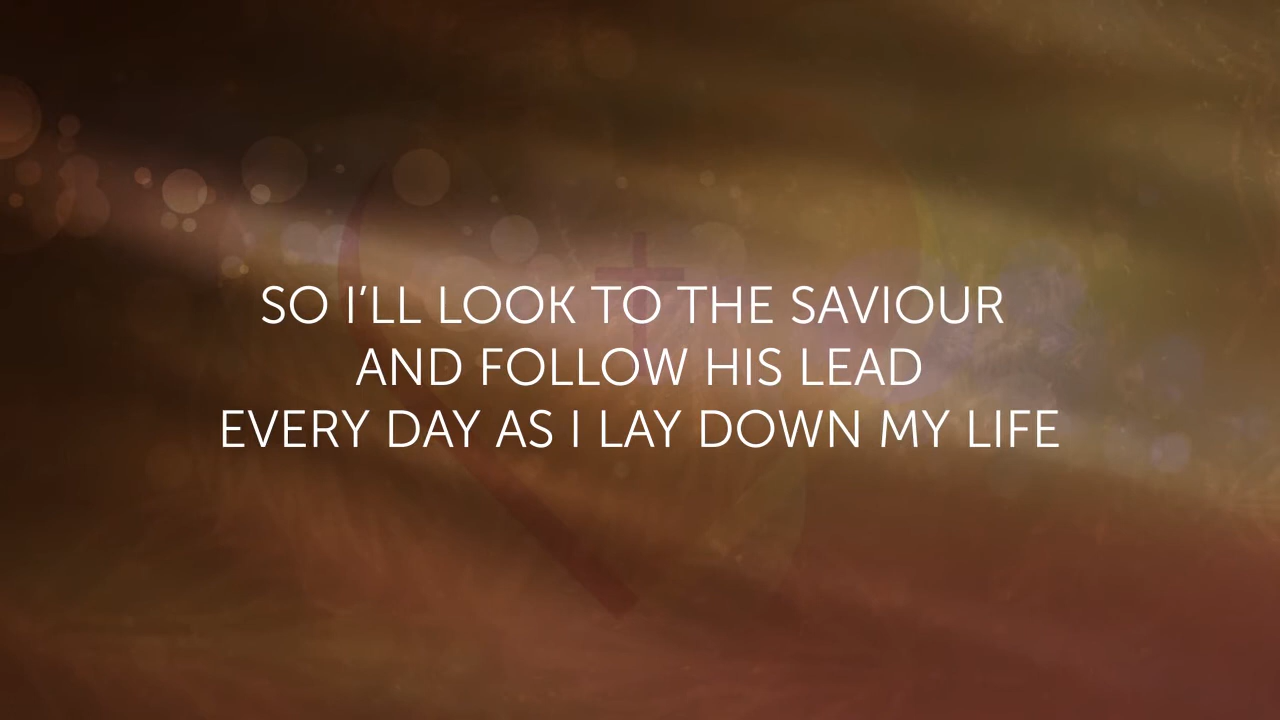 SO I'LL LOOK TO THE SAVIOUR
AND FOLLOW HIS LEAD
EVERY DAY AS I LAY DOWN MY LIFE